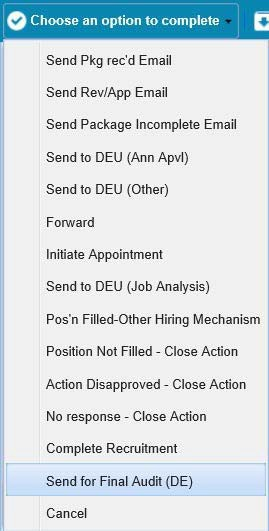 Choose an option to complete
Send Pkg rec'd Email
Send Rev/App Email
Send Package Incomplete Email
Send to DEU (Ann Apvl)
Send to DEU (Other)
Forward
Initiate Appointment
Send to DEU (Job Analysis)
Pos'n Filled-Other Hiring Mechanism
Position Not Filled - Close Action
Action Disapproved - Close Action
No response - Close Action
Complete Recruitment
Send for Final Audit (DE)
Cancel